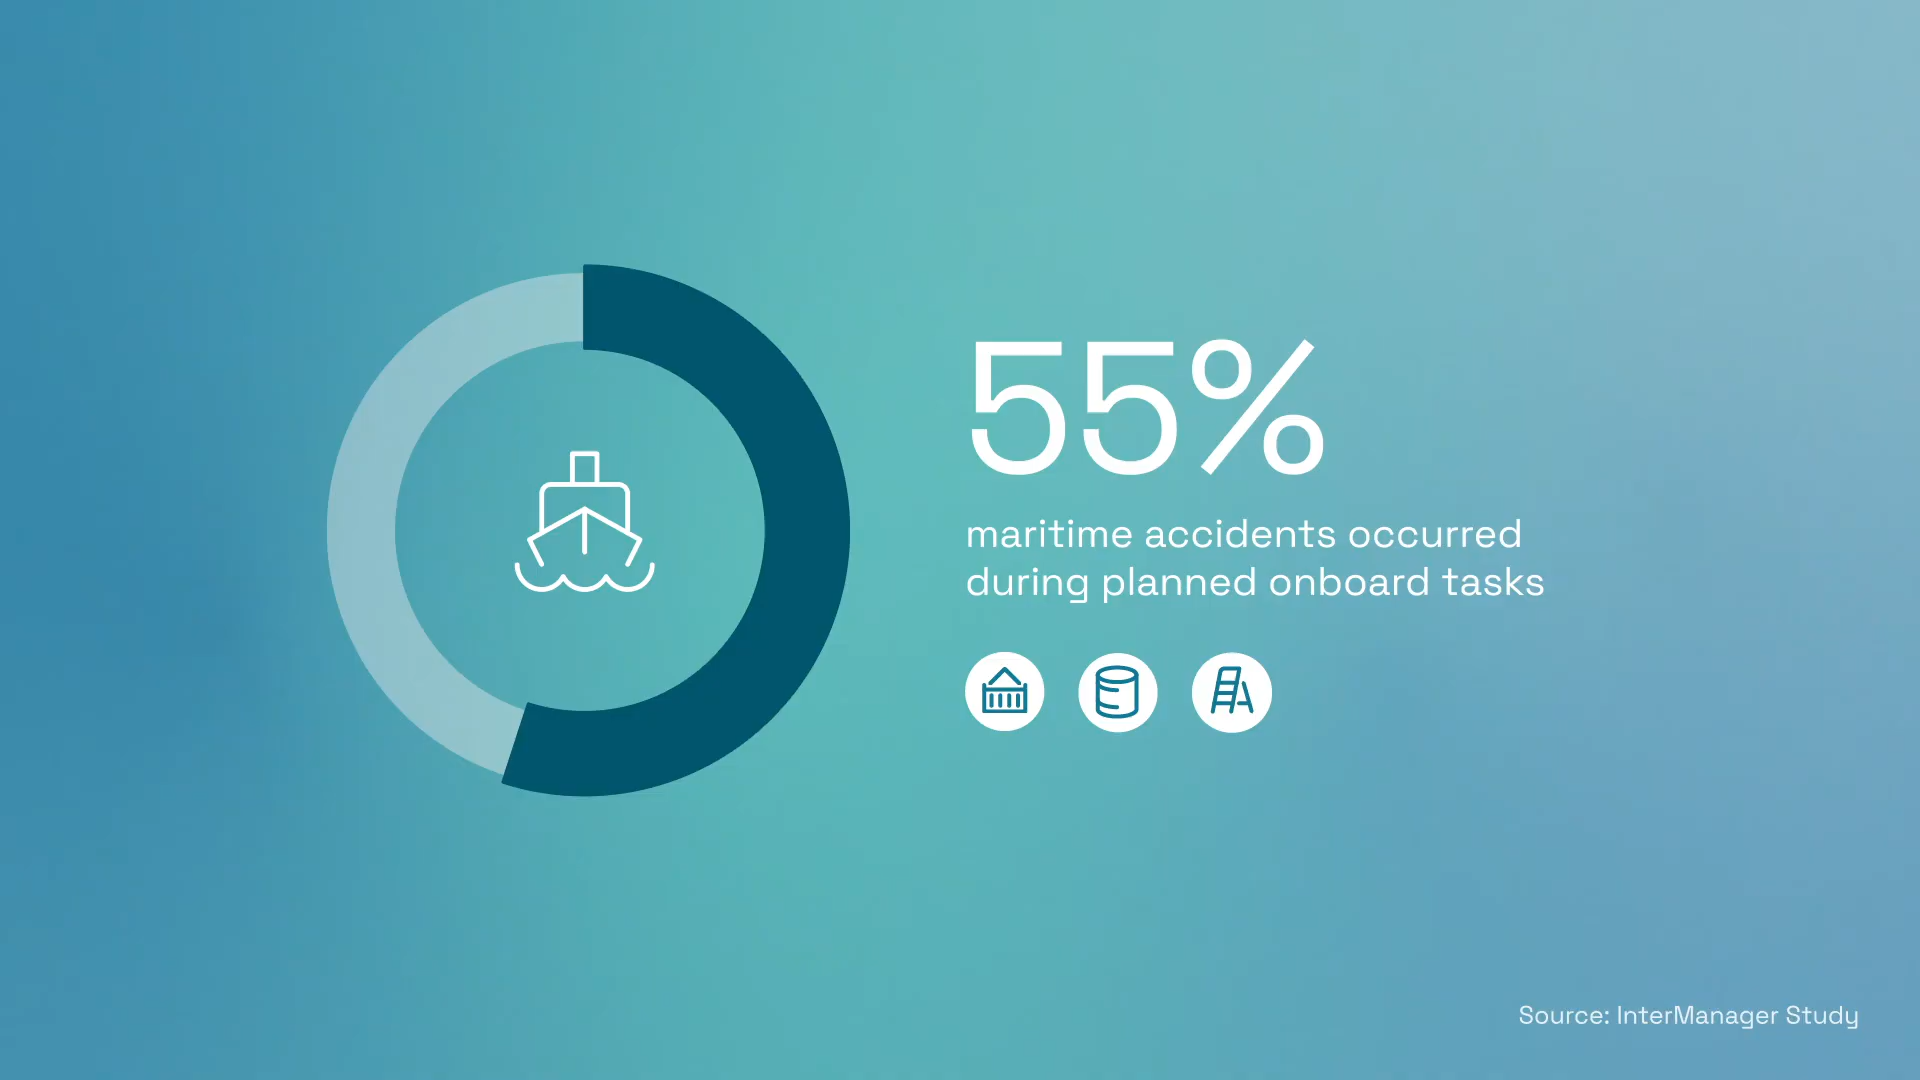 55%
maritime accidents occurred
during planned onboard tasks
Source: InterManager Study